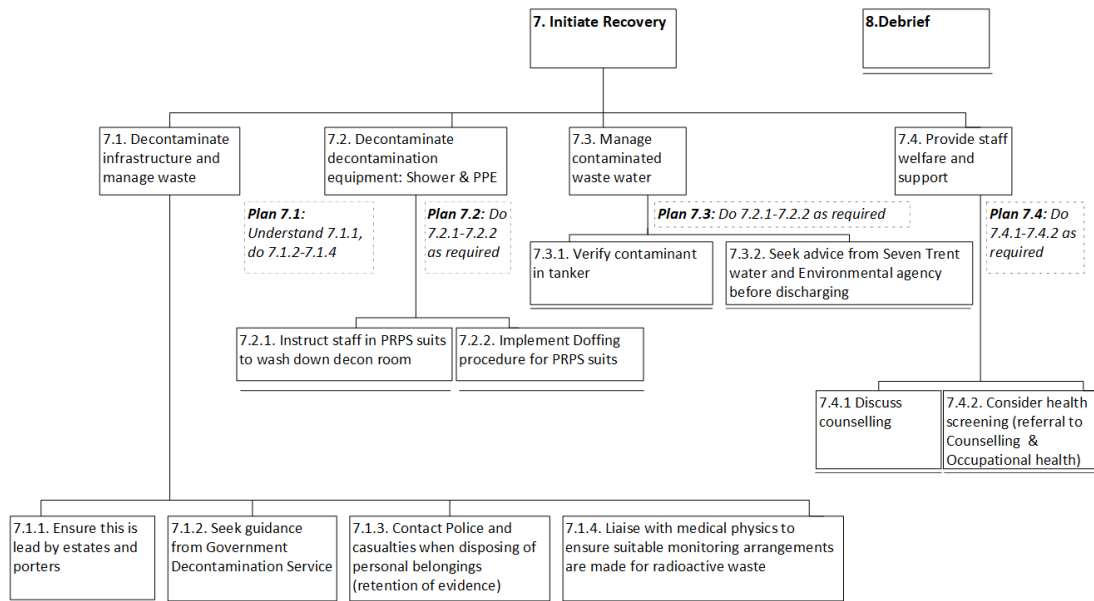 7. Initiate Recovery
8.Debrief
7.1. Decontaminate
infrastructure and
manage waste
7.2. Decontaminate
decontamination
equipment: Shower & PPE
7.3. Manage
contaminated
waste water
7.4. Provide staff
welfare and
support
Plan 7.1:
Understand 7.1.1,
do 7.1.2-7.1.4
Plan 7.2: Do
7.2.1-7.2.2
as required
Plan 7.3: Do 7.2.1-7.2.2 as required
Plan 7.4: Do
7.4.1-7.4.2 as
required
7.3.1. Verify contaminant
in tanker
7.3.2. Seek advice from Seven Trent
water and Environmental agency
before discharging
7.2.1. Instruct staff in PRPS suits
to wash down decon room
7.2.2. Implement Doffing
procedure for PRPS suits
7.4.1 Discuss
counselling
7.4.2. Consider health
screening (referral to
Counselling &
Occupational health)
7.1.1. Ensure this is
lead by estates and
porters
7.1.2. Seek guidance
from Government
Decontamination Service
7.1.3. Contact Police and
casualties when disposing of
personal belongings
(retention of evidence)
7.1.4. Liaise with medical physics to
ensure suitable monitoring arrangements
are made for radioactive waste